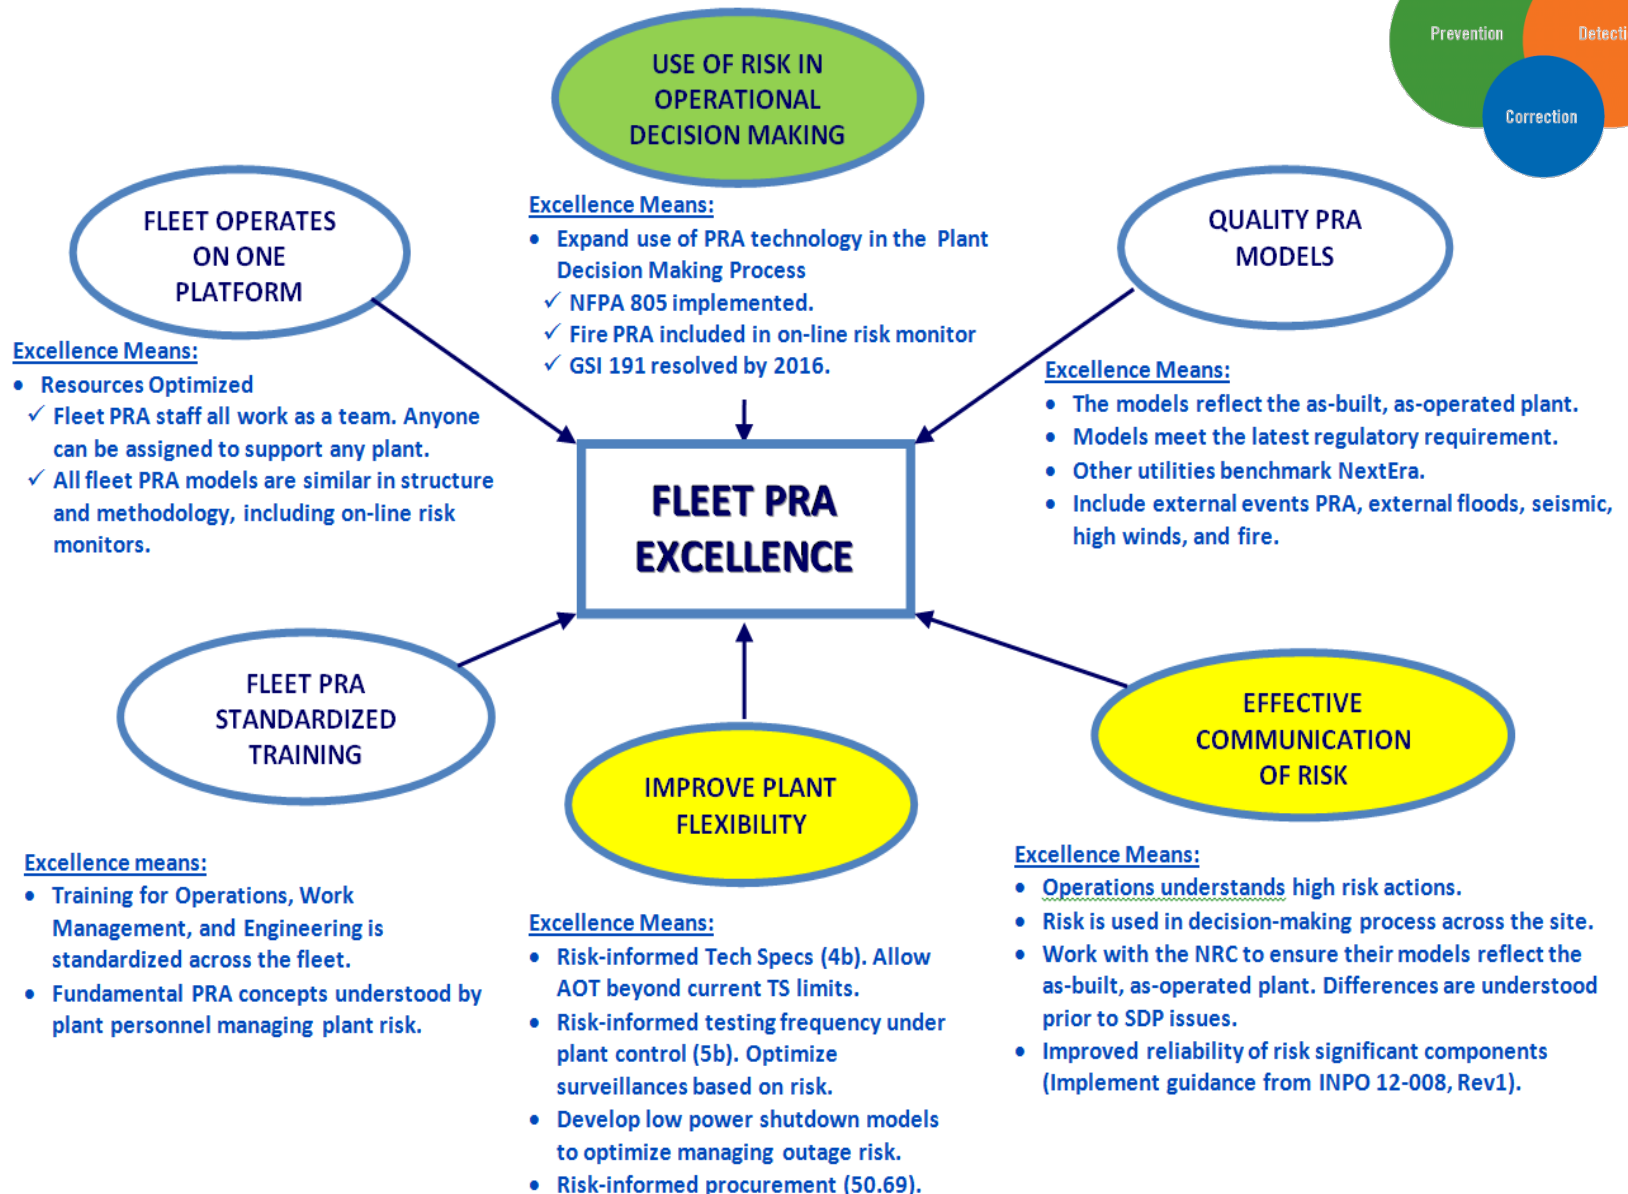 Prevention
Correction
USE OF RISK IN
OPERATIONAL
DECISION MAKING
Excellence Means:
• Expand use of PRA technology in the Plant
Decision Making Process
✓ NFPA 805 implemented.
✓ Fire PRA included in on-line risk monitor
✓ GSI 191 resolved by 2016.
FLEET OPERATES
ON ONE
PLATFORM
Excellence Means:
• Resources Optimized
✓ Fleet PRA staff all work as a team. Anyone
can be assigned to support any plant.
✓ All fleet PRA models are similar in structure
and methodology, including on-line risk
monitors.
QUALITY PRA
MODELS
Excellence Means:
• The models reflect the as-built, as-operated plant.
• Models meet the latest regulatory requirement.
• Other utilities benchmark NextEra.
• Include external events PRA, external floods, seismic,
high winds, and fire.
FLEET PRA
EXCELLENCE
FLEET PRA
STANDARDIZED
TRAINING
Excellence means:
• Training for Operations, Work
Management, and Engineering is
standardized across the fleet.
• Fundamental PRA concepts understood by
plant personnel managing plant risk.
IMPROVE PLANT
FLEXIBILITY
Excellence Means:
• Risk-informed Tech Specs (4b). Allow
AOT beyond current TS limits.
• Risk-informed testing frequency under
plant control (5b). Optimize
surveillances based on risk.
• Develop low power shutdown models
to optimize managing outage risk.
• Risk-informed procurement (50.69).
EFFECTIVE
COMMUNICATION
OF RISK
Excellence Means:
• Operations understands high risk actions.
• Risk is used in decision-making process across the site.
• Work with the NRC to ensure their models reflect the
as-built, as-operated plant. Differences are understood
prior to SDP issues.
• Improved reliability of risk significant components
(Implement guidance from INPO 12-008, Rev1).